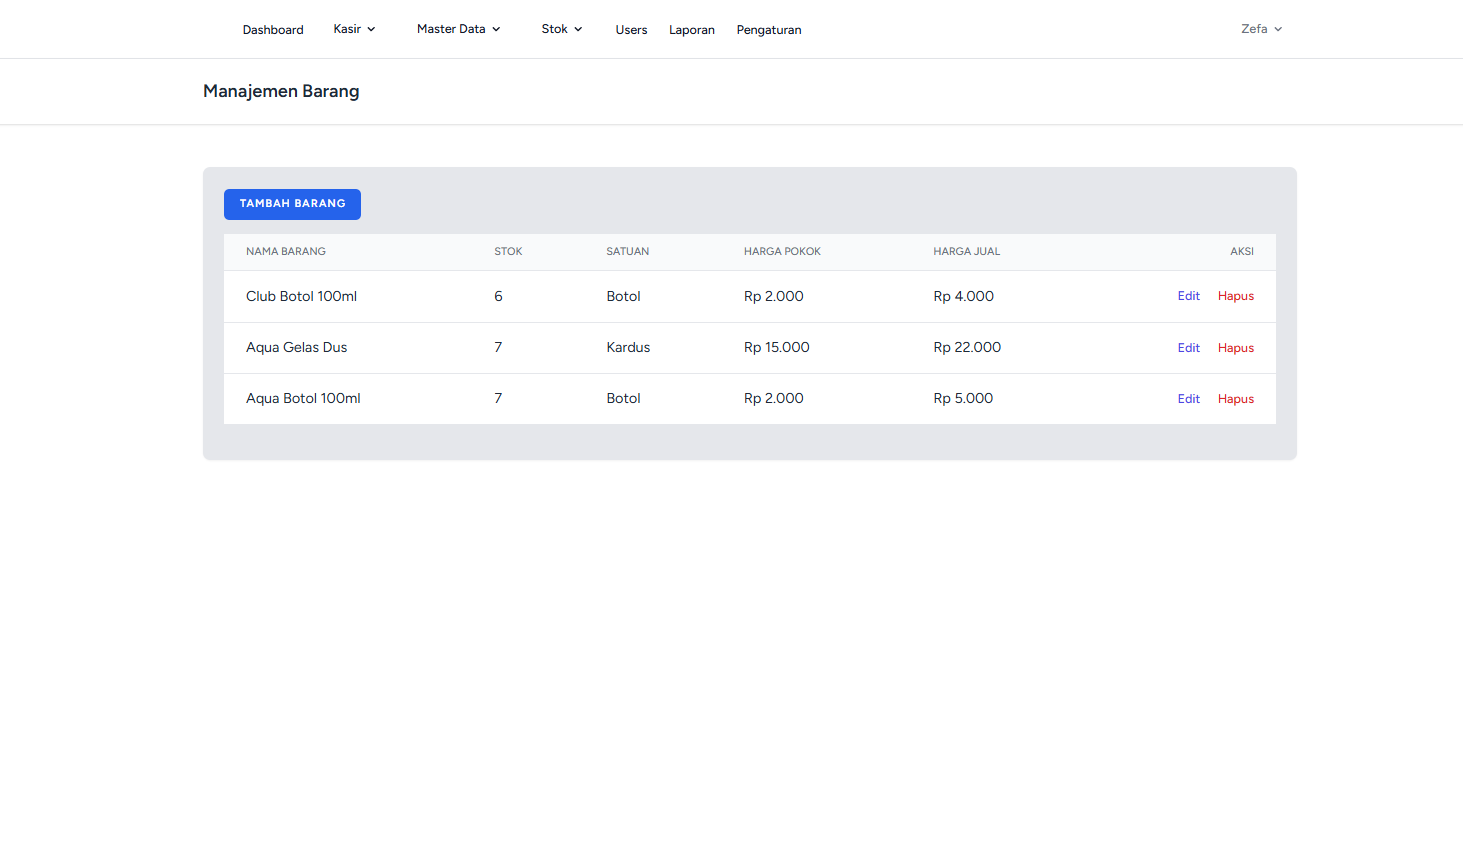 Dashboard Kasir Master Data Stok Users Laporan Pengaturan Zefa
Manajemen Barang
TAMBAH BARANG
NAMA BARANG STOK SATUAN HARGA POKOK HARGA JUAL AKSI
Club Botol 100ml 6 Botol Rp 2.000 Rp 4.000 Edit Hapus
Aqua Gelas Dus 7 Kardus Rp 15.000 Rp 22.000 Edit Hapus
Aqua Botol 100ml 7 Botol Rp 2.000 Rp 5.000 Edit Hapus